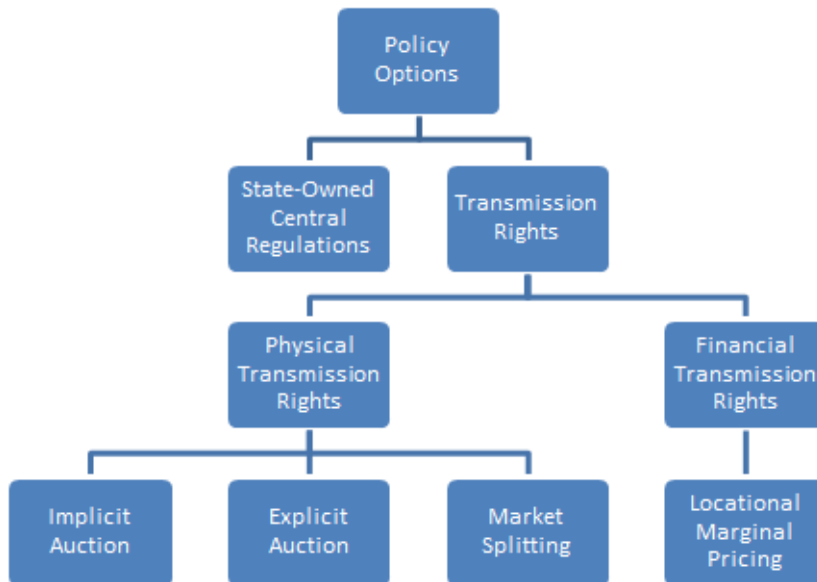 Policy
Options
State-Owned
Central
Regulations
Transmission
Rights
Physical
Transmission
Rights
Financial
Transmission
Rights
Implicit
Auction
Explicit
Auction
Market
Splitting
Locational
Marginal
Pricing